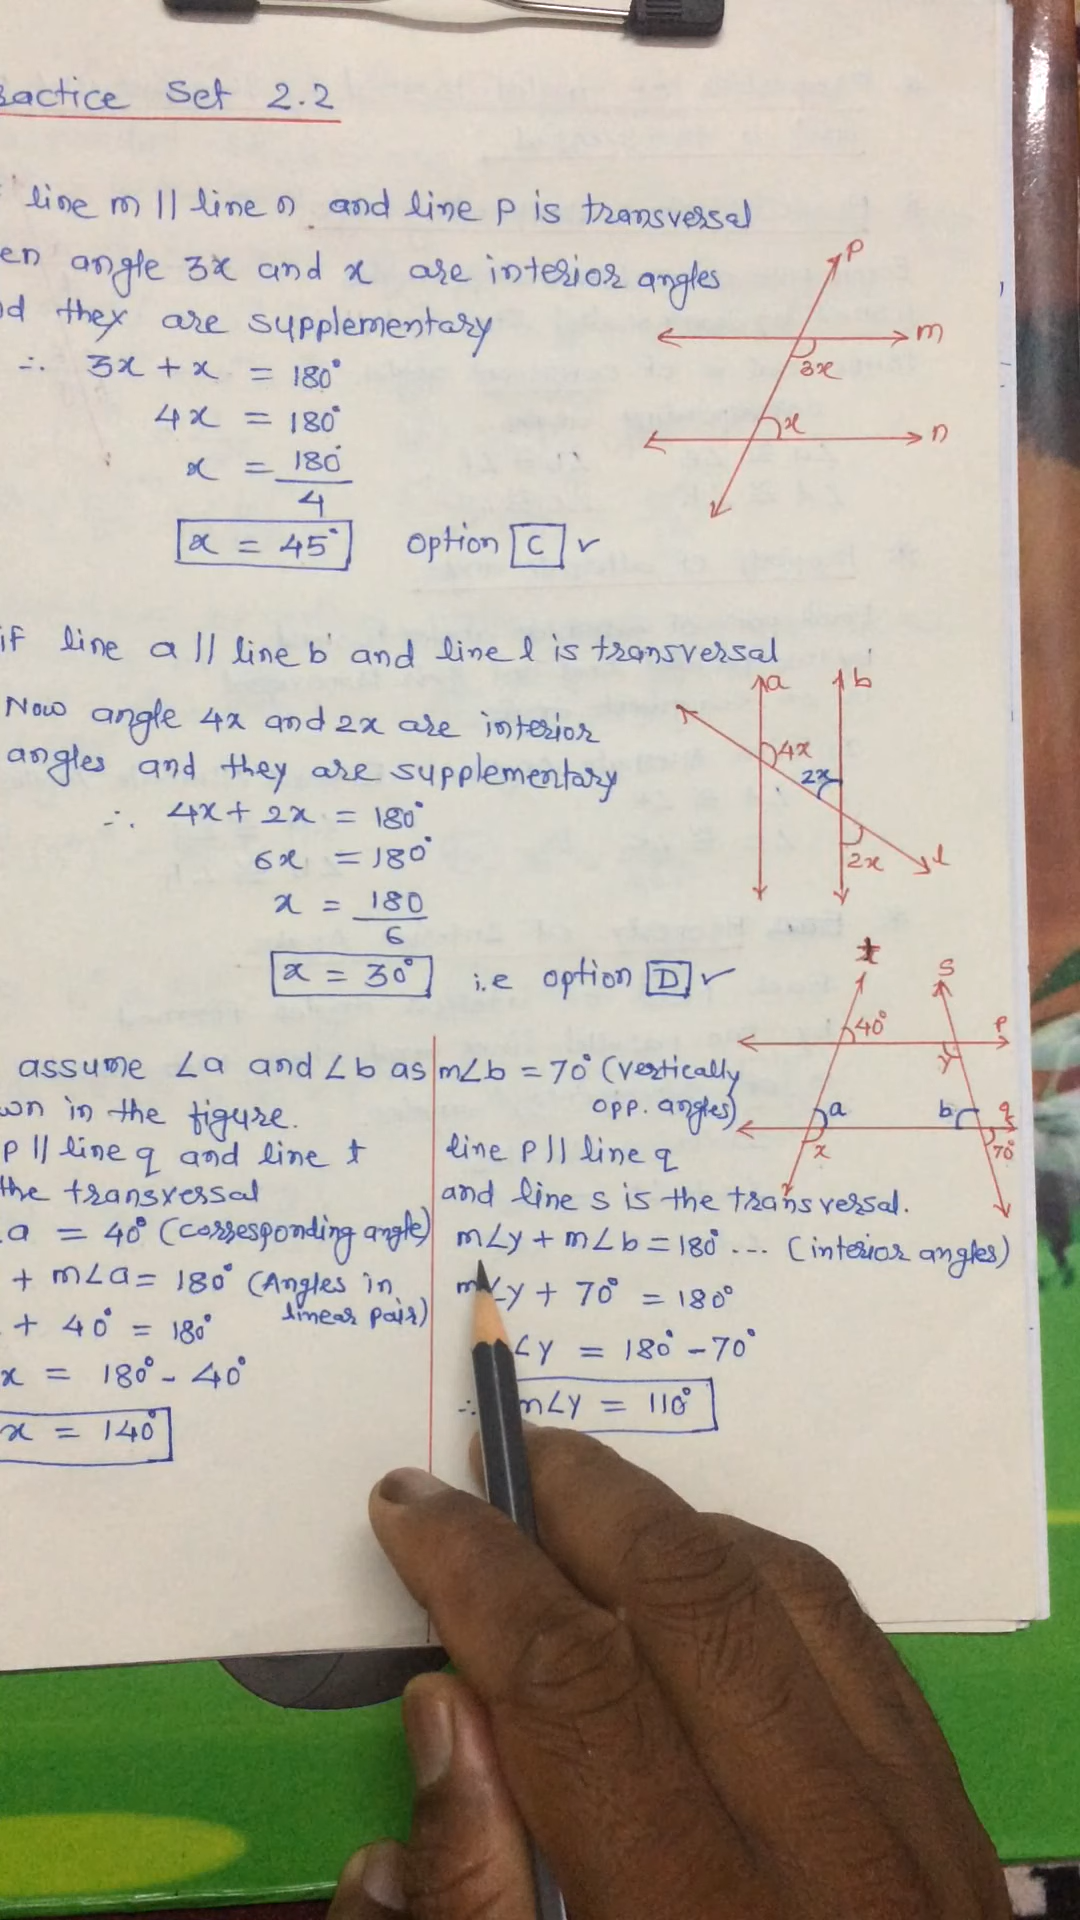 Set 2.2
line m || line n and line p is transversal
angle 3x and x are interior angles
they are supplementary
∴ 3x + x = 180°
4x = 180°
x = 180°
4
x = 45° option C ✓
p
m
3x
x
n
if line a || line b and line l is transversal
Now angle 4x and 2x are interior
angles and they are supplementary
∴ 4x + 2x = 180°
6x = 180°
x = 180
6
x = 30° i.e option D ✓
a b
4x
2x
2x
l
assume ∠a and ∠b as
in the figure.
p || line q and line t
the transversal
a = 40° (corresponding angle)
+ m∠a = 180° (Angles in
linear pair)
+ 40° = 180°
x = 180° - 40°
x = 140°
m∠b = 70° (vertically
opp. angles)
line p || line q
and line s is the transversal.
m∠y + m∠b = 180° ... (interior angles)
m∠y + 70° = 180°
∠y = 180° - 70°
∴ m∠y = 110°
t
s
40°
p
y
a
b
q
x
70°